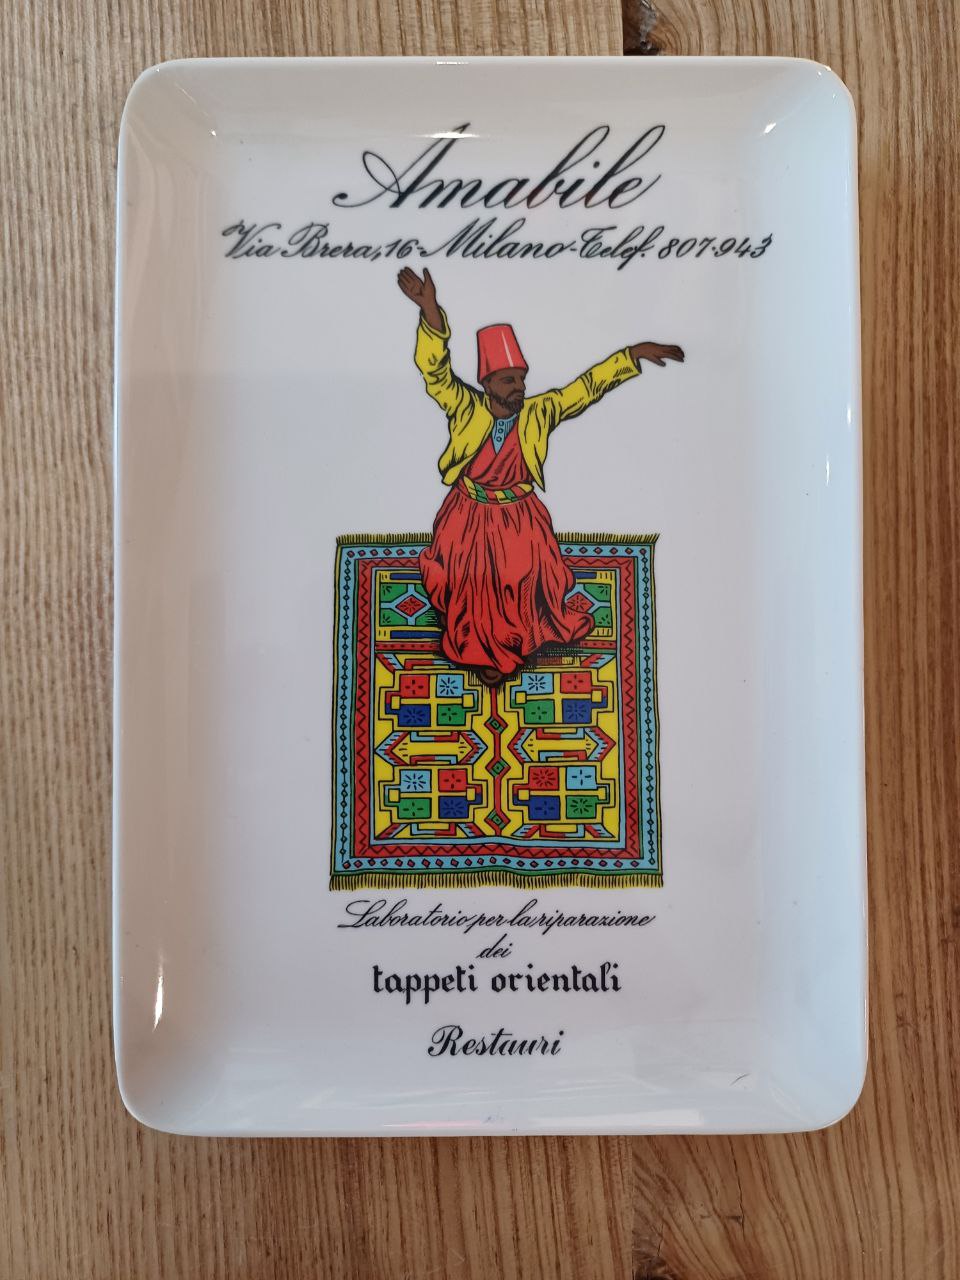 Amabile
Via Brera, 16 - Milano - Telef. 807.943
Laboratorio per la riparazione
dei
tappeti orientali
Restauri